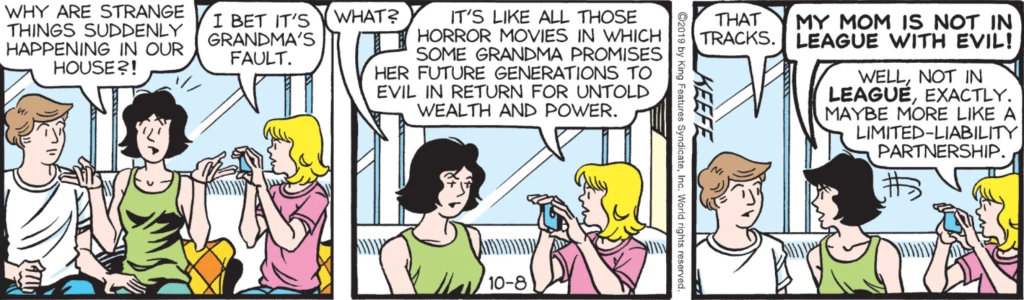 WHY ARE STRANGE
THINGS SUDDENLY
HAPPENING IN OUR
HOUSE?!
I BET IT'S
GRANDMA'S
FAULT.
WHAT?
IT'S LIKE ALL THOSE
HORROR MOVIES IN WHICH
SOME GRANDMA PROMISES
HER FUTURE GENERATIONS TO
EVIL IN RETURN FOR UNTOLD
WEALTH AND POWER.
10-8
©2019 by King Features Syndicate, Inc. World rights reserved.
THAT
TRACKS.
MY MOM IS NOT IN
LEAGUE WITH EVIL!
WELL, NOT IN
LEAGUE, EXACTLY.
MAYBE MORE LIKE A
LIMITED-LIABILITY
PARTNERSHIP.